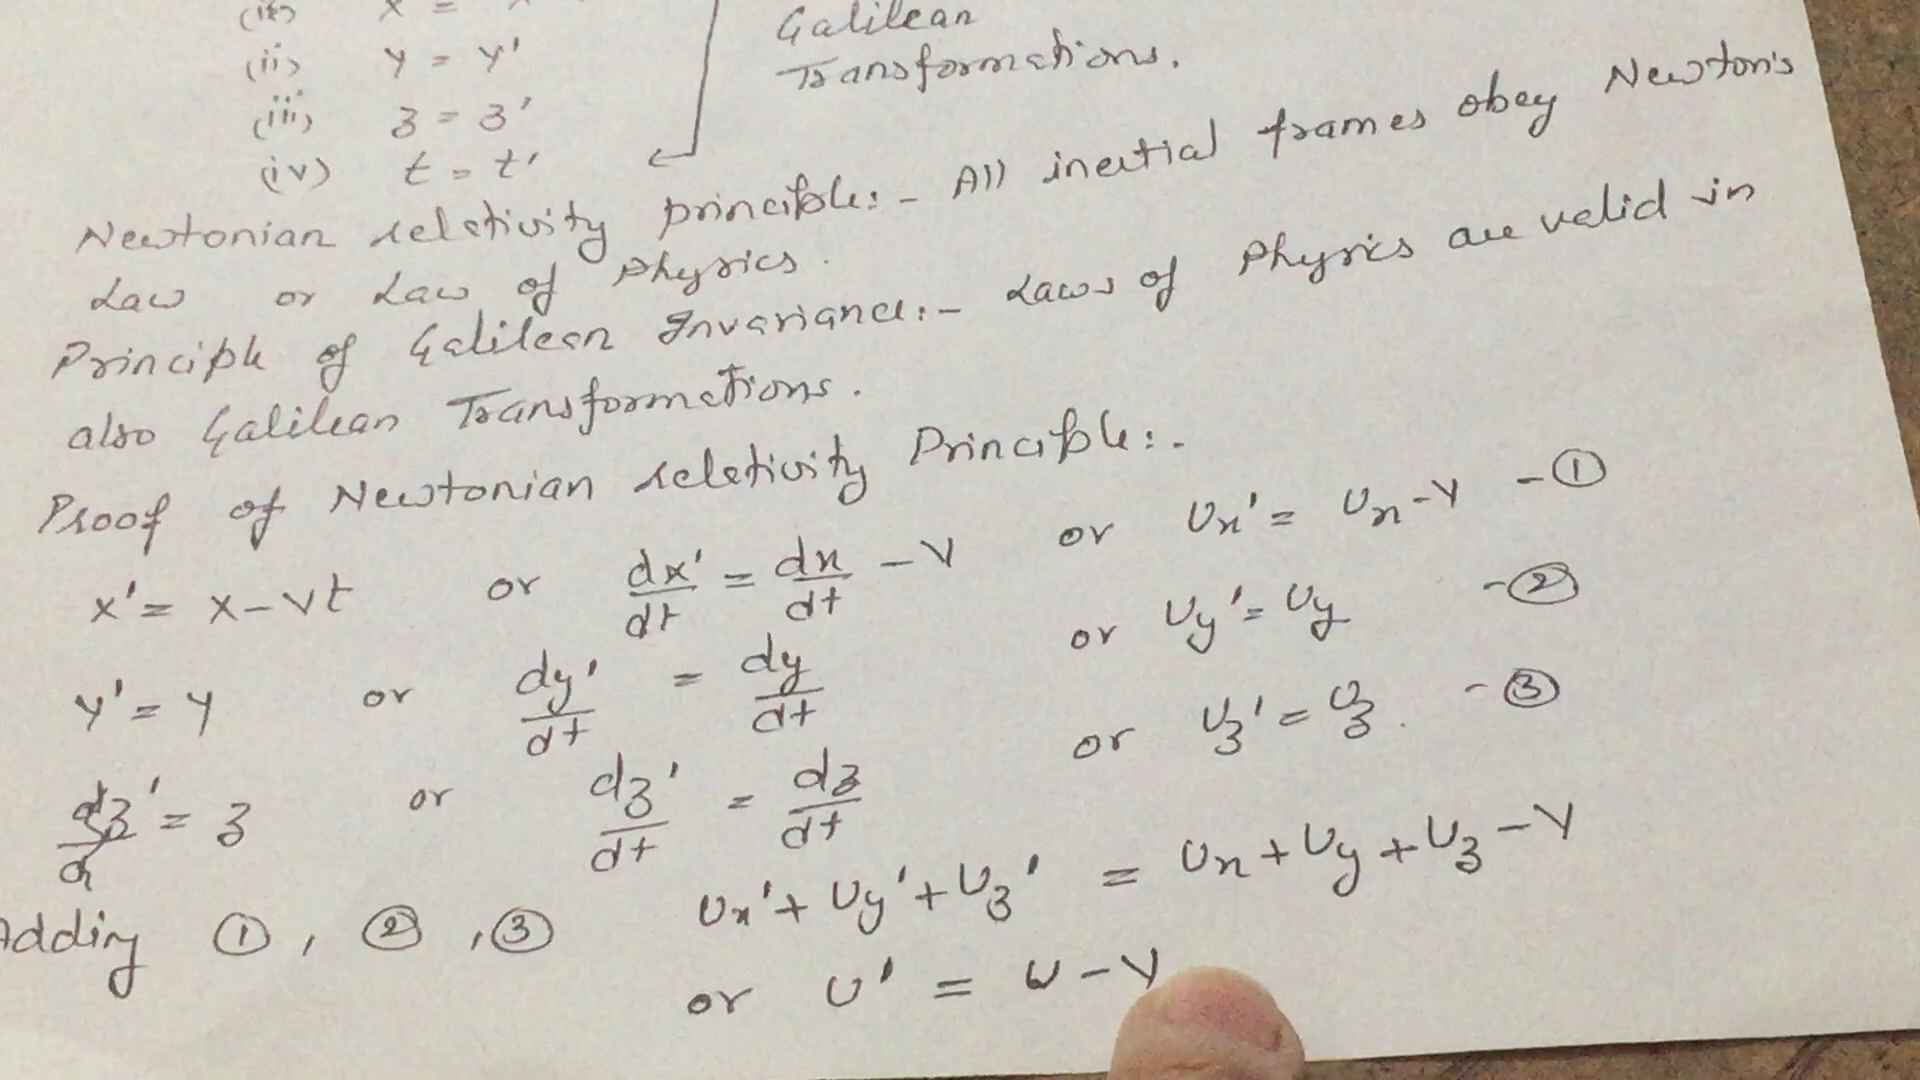 (ii) x =
(ii) y = y'
(iii) z = z'
(iv) t = t'
Galilean
Transformations.
Newtonian relativity principle:- All inertial frames obey Newton's
Law or Law of Physics.
Principle of Galilean Invariance:- Laws of Physics are valid in
also Galilean Transformations.
Proof of Newtonian relativity Principle:-
x' = x - vt or dx'/dt = dx/dt - v or Ux' = Ux - v - ①
y' = y or dy'/dt = dy/dt or Uy' = Uy - ②
z' = z or dz'/dt = dz/dt or Uz' = Uz. - ③
Adding ①, ②, ③ Ux' + Uy' + Uz' = Ux + Uy + Uz - v
or U' = U - v